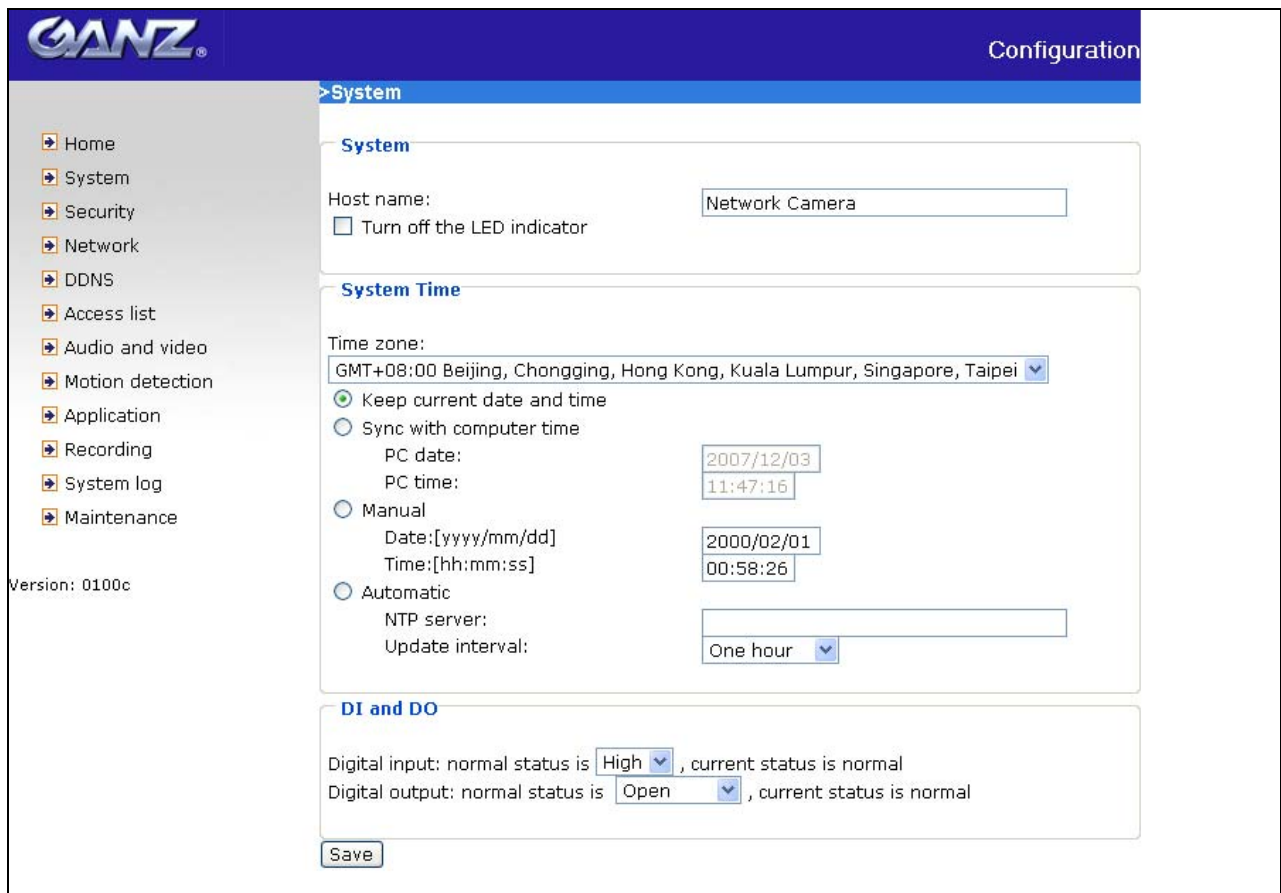 GANZ®
Configuration
>System
Home
System
Security
Network
DDNS
Access list
Audio and video
Motion detection
Application
Recording
System log
Maintenance
Version: 0100c
System
Host name: Network Camera
Turn off the LED indicator
System Time
Time zone:
GMT+08:00 Beijing, Chongging, Hong Kong, Kuala Lumpur, Singapore, Taipei
Keep current date and time
Sync with computer time
PC date: 2007/12/03
PC time: 11:47:16
Manual
Date:[yyyy/mm/dd] 2000/02/01
Time:[hh:mm:ss] 00:58:26
Automatic
NTP server:
Update interval: One hour
DI and DO
Digital input: normal status is High , current status is normal
Digital output: normal status is Open , current status is normal
Save